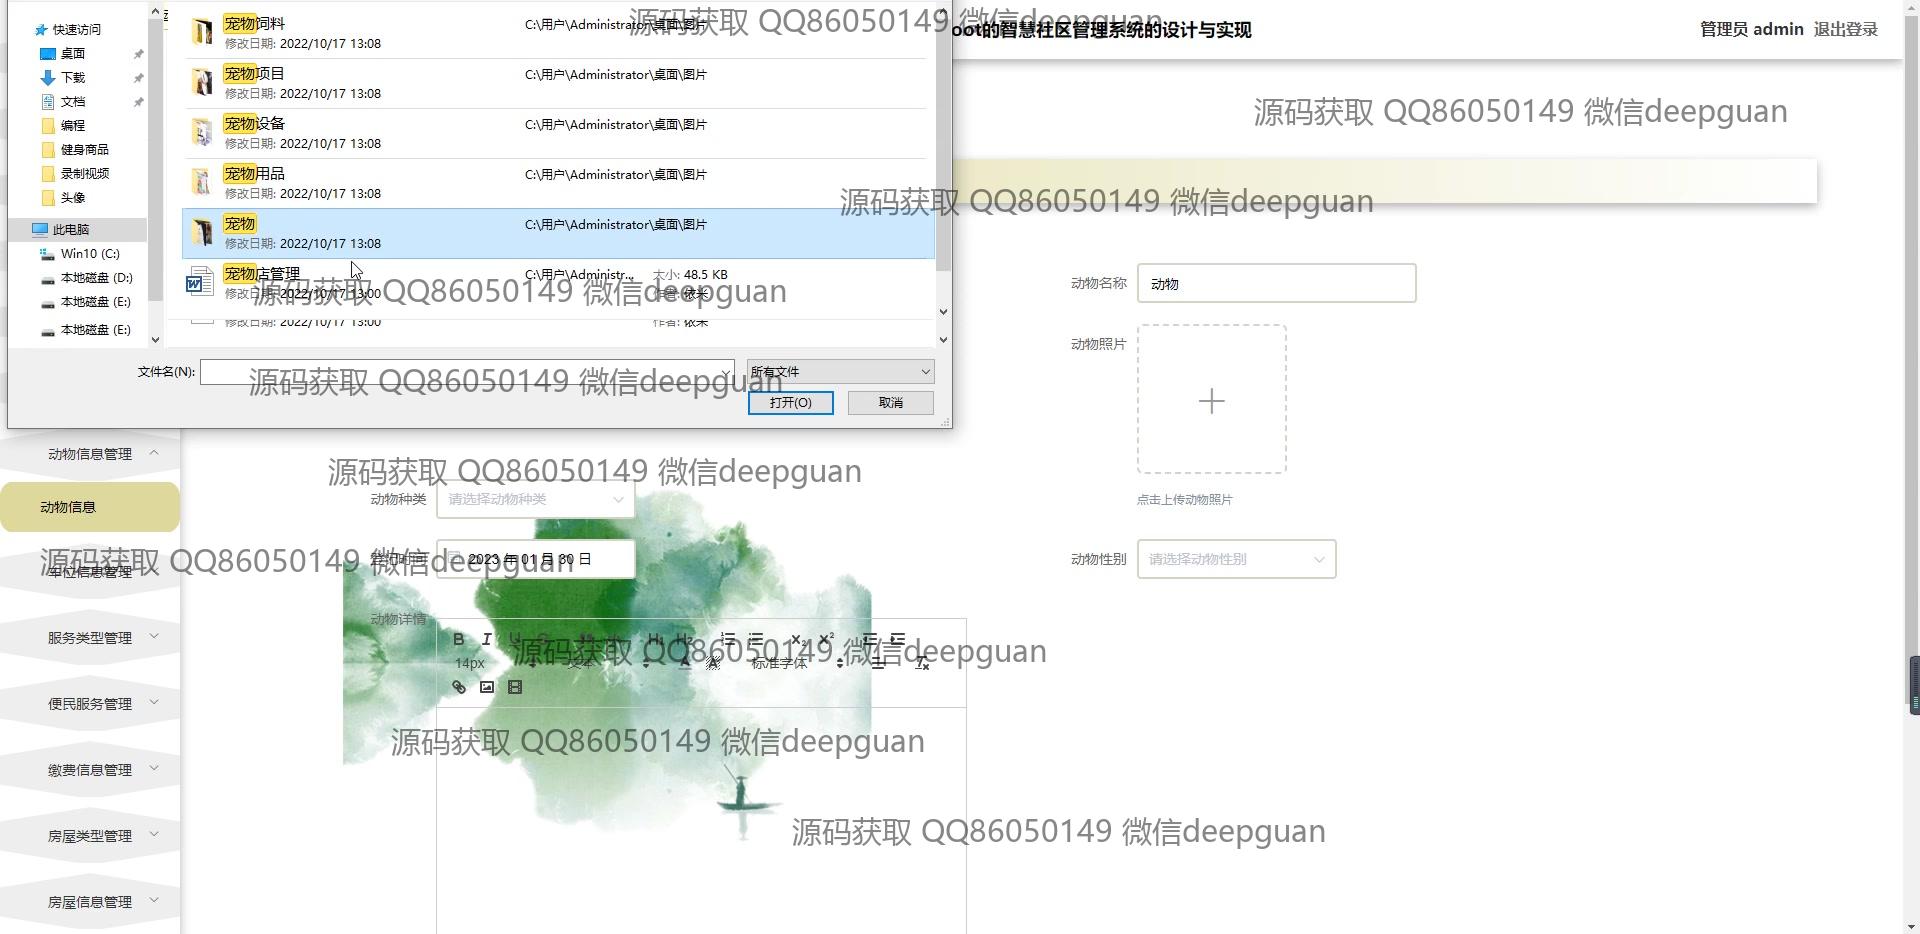 快速访问
桌面
下载
文档
编程
健身商品
录制视频
头像
此电脑
Win10 (C:)
本地磁盘 (D:)
本地磁盘 (E:)
本地磁盘 (E:)
宠物饲料 C:\用户\Administrator\桌面\图片
修改日期: 2022/10/17 13:08
宠物项目 C:\用户\Administrator\桌面\图片
修改日期: 2022/10/17 13:08
宠物设备 C:\用户\Administrator\桌面\图片
修改日期: 2022/10/17 13:08
宠物用品 C:\用户\Administrator\桌面\图片
修改日期: 2022/10/17 13:08
宠物 C:\用户\Administrator\桌面\图片
修改日期: 2022/10/17 13:08
宠物店管理 C:\用户\Administr... 大小: 48.5 KB
修改日期: 2022/10/17 13:00 作者: 依米
修改日期: 2022/10/17 13:00 作者: 依米
文件名(N): 所有文件
打开(O) 取消
oot的智慧社区管理系统的设计与实现
管理员 admin 退出登录
动物名称 动物
动物照片
点击上传动物照片
动物信息管理
动物信息
车位信息管理
服务类型管理
便民服务管理
缴费信息管理
房屋类型管理
房屋信息管理
动物种类 请选择动物种类
2023 年 01 月 30 日
动物性别 请选择动物性别
动物详情
B I U S H1 H2 X2 X2
14px 文本 A A 标准字体 Tx
源码获取 QQ86050149 微信deepguan
源码获取 QQ86050149 微信deepguan
源码获取 QQ86050149 微信deepguan
源码获取 QQ86050149 微信deepguan
源码获取 QQ86050149 微信deepguan
源码获取 QQ86050149 微信deepguan
源码获取 QQ86050149 微信deepguan
源码获取 QQ86050149 微信deepguan
源码获取 QQ86050149 微信deepguan
源码获取 QQ86050149 微信deepguan